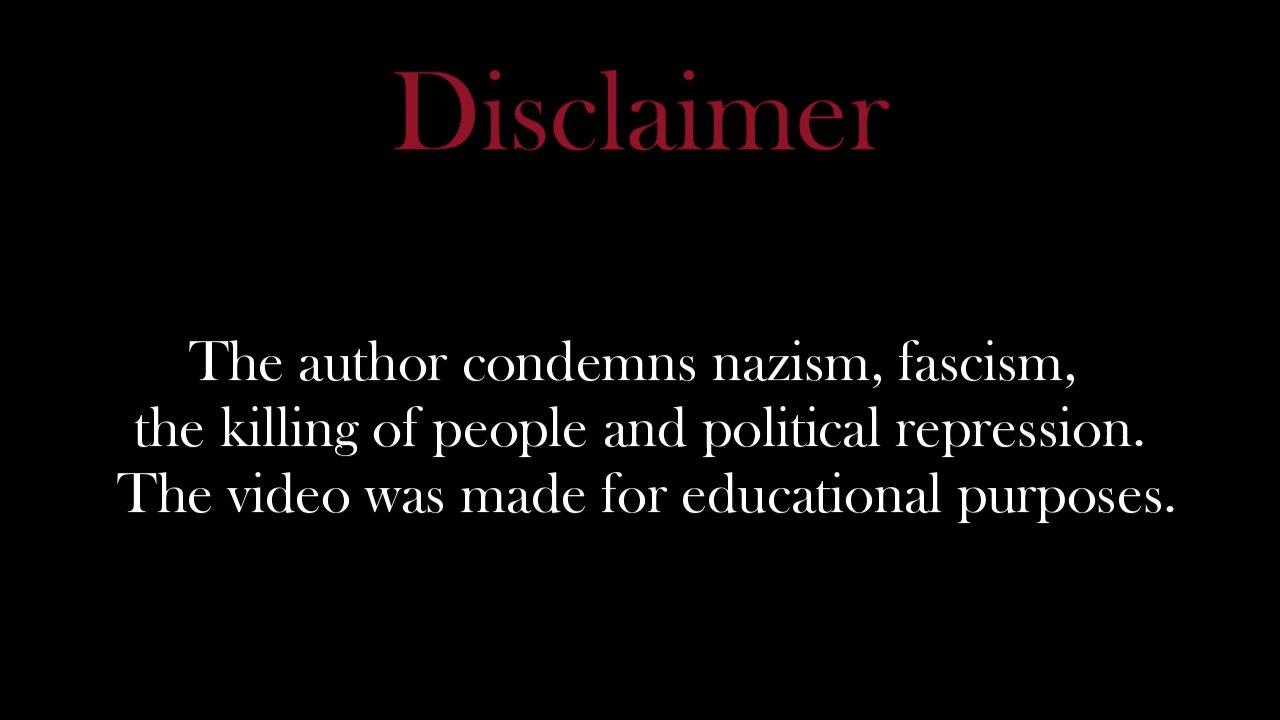 Disclaimer
The author condemns nazism, fascism,
the killing of people and political repression.
The video was made for educational purposes.